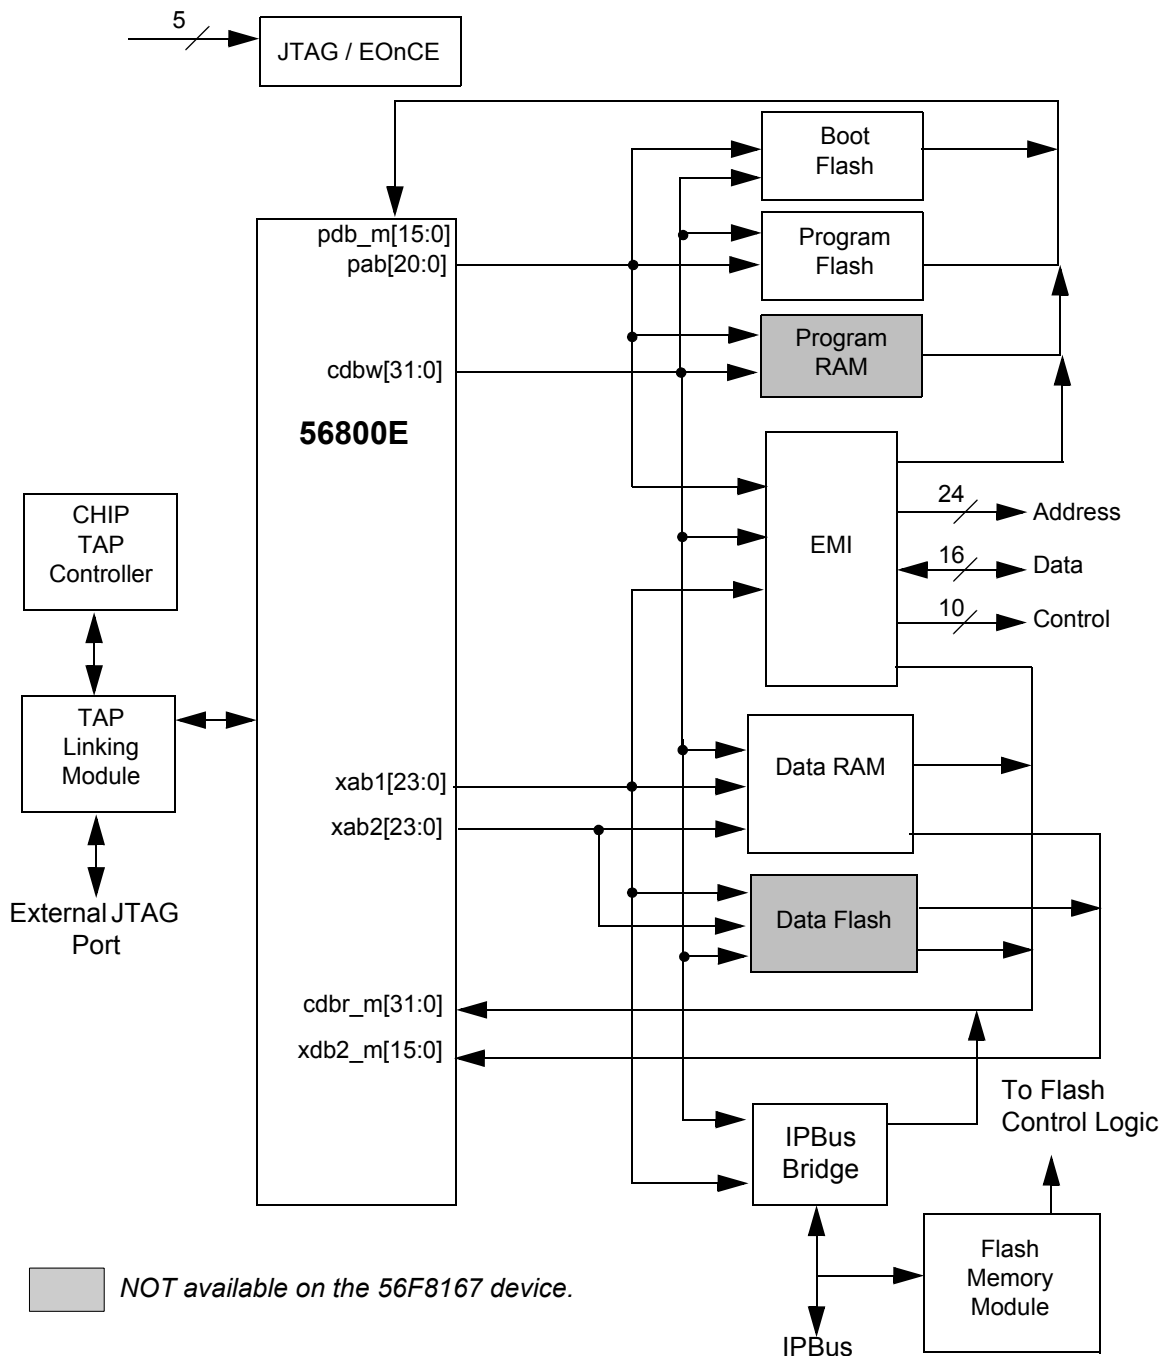 5
JTAG / EOnCE
Boot
Flash
pdb_m[15:0]
pab[20:0]
Program
Flash
cdbw[31:0]
Program
RAM
56800E
CHIP
TAP
Controller
EMI
24
Address
16
Data
10
Control
TAP
Linking
Module
xab1[23:0]
xab2[23:0]
Data RAM
External JTAG
Port
Data Flash
cdbr_m[31:0]
xdb2_m[15:0]
To Flash
Control Logic
IPBus
Bridge
Flash
Memory
Module
NOT available on the 56F8167 device.
IPBus